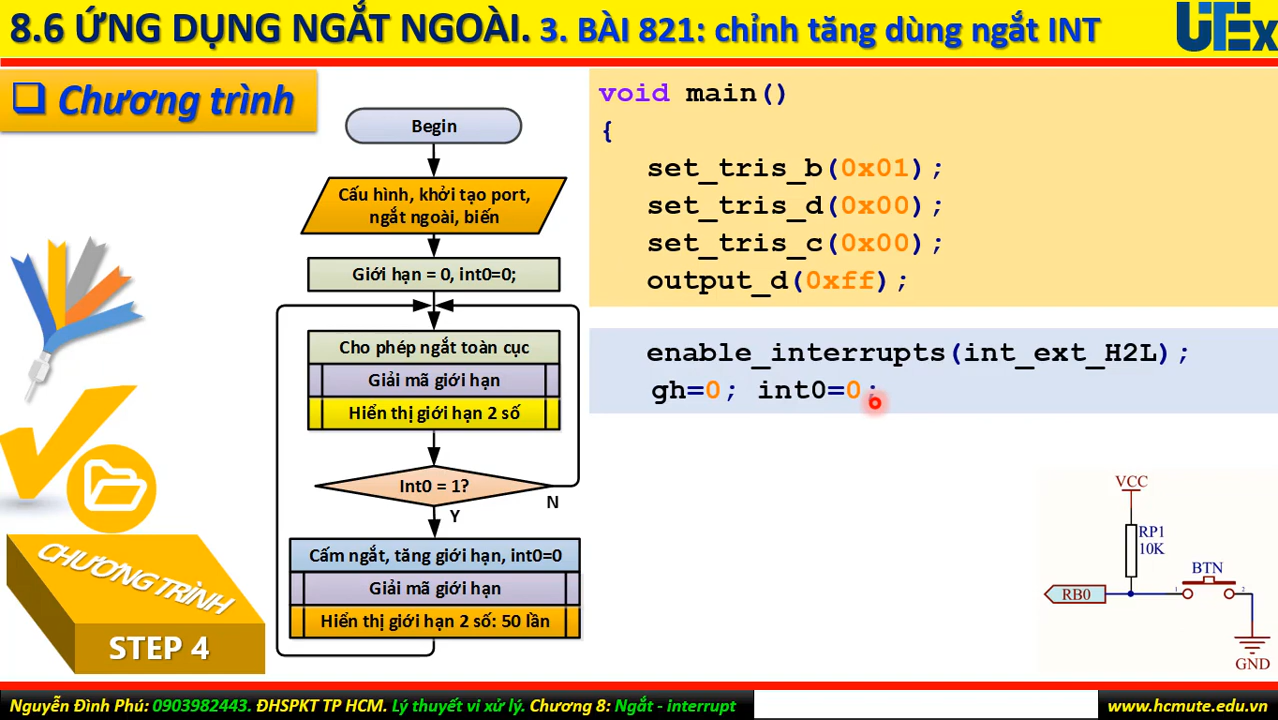 8.6 ỨNG DỤNG NGẮT NGOÀI. 3. BÀI 821: chỉnh tăng dùng ngắt INT
UTEx
Chương trình
Begin
Cấu hình, khởi tạo port,
ngắt ngoài, biến
Giới hạn = 0, int0=0;
Cho phép ngắt toàn cục
Giải mã giới hạn
Hiển thị giới hạn 2 số
Int0 = 1?
N
Y
Cấm ngắt, tăng giới hạn, int0=0
Giải mã giới hạn
Hiển thị giới hạn 2 số: 50 lần
void main()
{
set_tris_b(0x01);
set_tris_d(0x00);
set_tris_c(0x00);
output_d(0xff);
enable_interrupts(int_ext_H2L);
gh=0; int0=0;
VCC
RP1
10K
BTN
RB0
1
2
GND
CHƯƠNG TRÌNH
STEP 4
Nguyễn Đình Phú: 0903982443. ĐHSPKT TP HCM. Lý thuyết vi xử lý. Chương 8: Ngắt - interrupt
www.hcmute.edu.vn